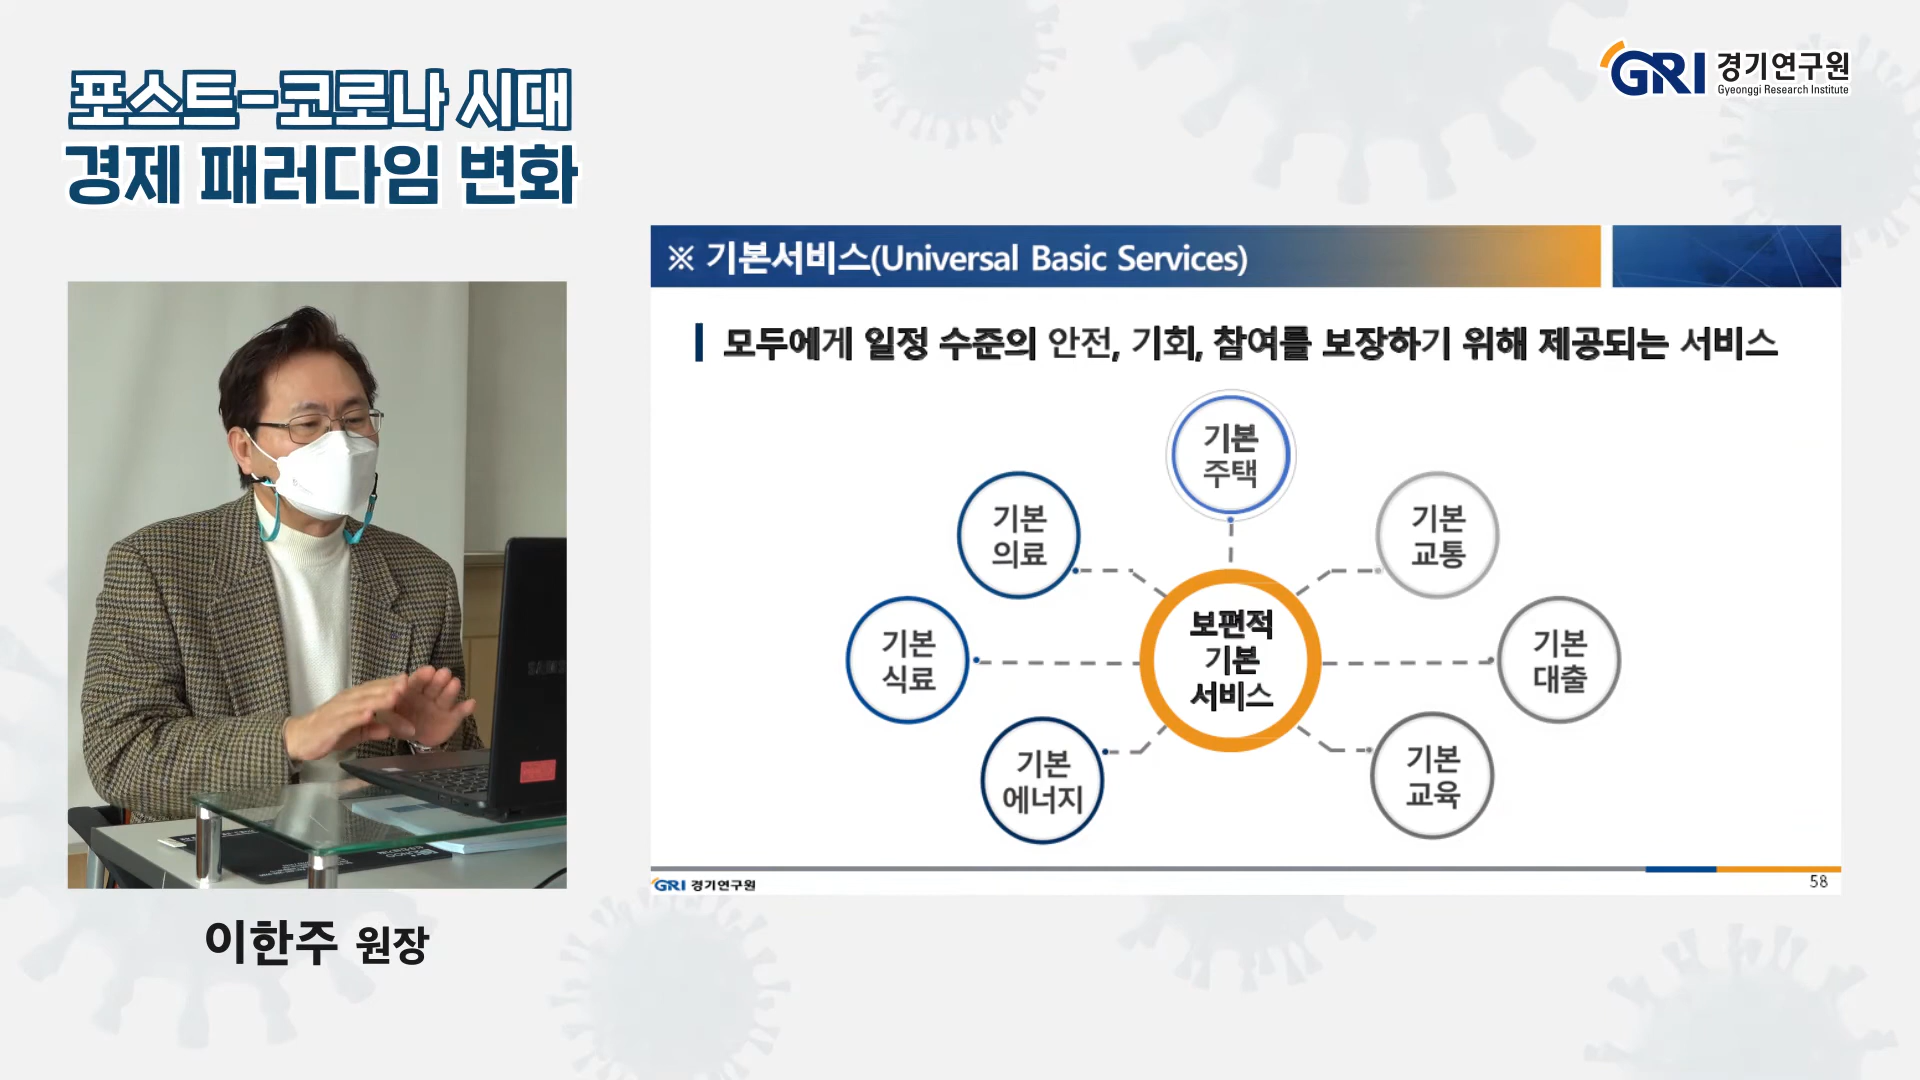 포스트-코로나 시대
경제 패러다임 변화
GRI 경기연구원
Gyeonggi Research Institute
※ 기본서비스(Universal Basic Services)
모두에게 일정 수준의 안전, 기회, 참여를 보장하기 위해 제공되는 서비스
기본
주택
기본
의료
기본
교통
기본
식료
보편적
기본
서비스
기본
대출
기본
에너지
기본
교육
GRI 경기연구원
58
이한주 원장